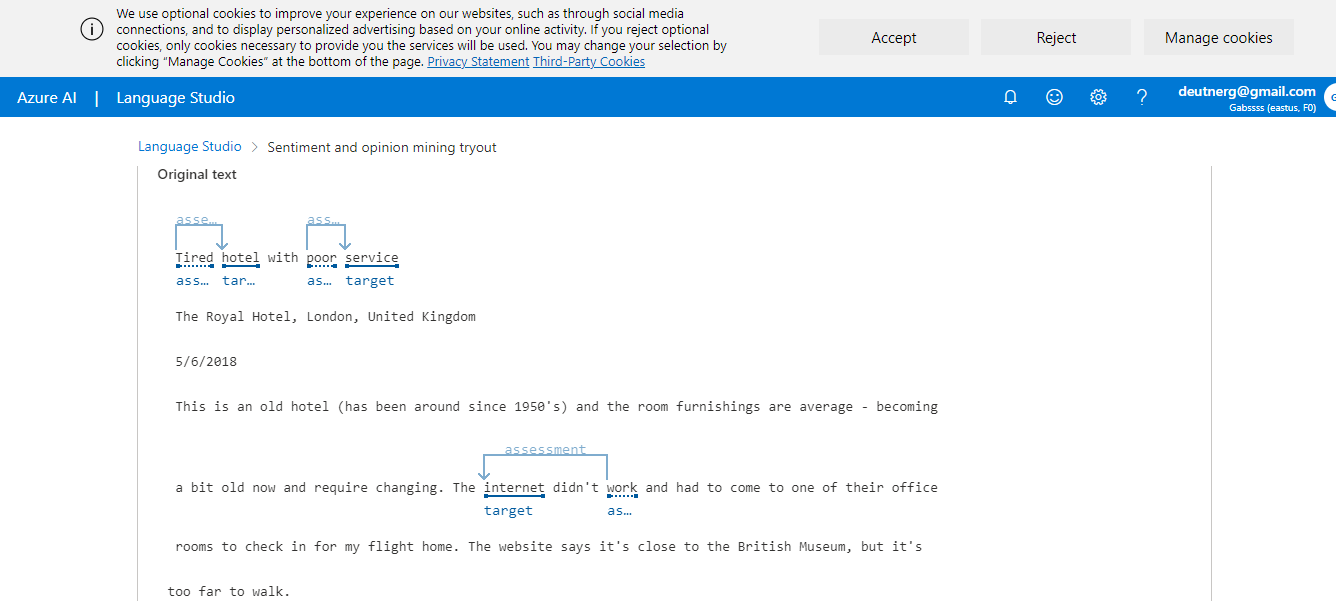 We use optional cookies to improve your experience on our websites, such as through social media
connections, and to display personalized advertising based on your online activity. If you reject optional
cookies, only cookies necessary to provide you the services will be used. You may change your selection by
clicking "Manage Cookies" at the bottom of the page. Privacy Statement Third-Party Cookies
Accept
Reject
Manage cookies
Azure AI | Language Studio
deutnerg@gmail.com
Gabssss (eastus, F0)
Language Studio > Sentiment and opinion mining tryout
Original text
asse... ass...
Tired hotel with poor service
ass... tar... as... target
The Royal Hotel, London, United Kingdom
5/6/2018
This is an old hotel (has been around since 1950's) and the room furnishings are average - becoming
assessment
a bit old now and require changing. The internet didn't work and had to come to one of their office
target as...
rooms to check in for my flight home. The website says it's close to the British Museum, but it's
too far to walk.